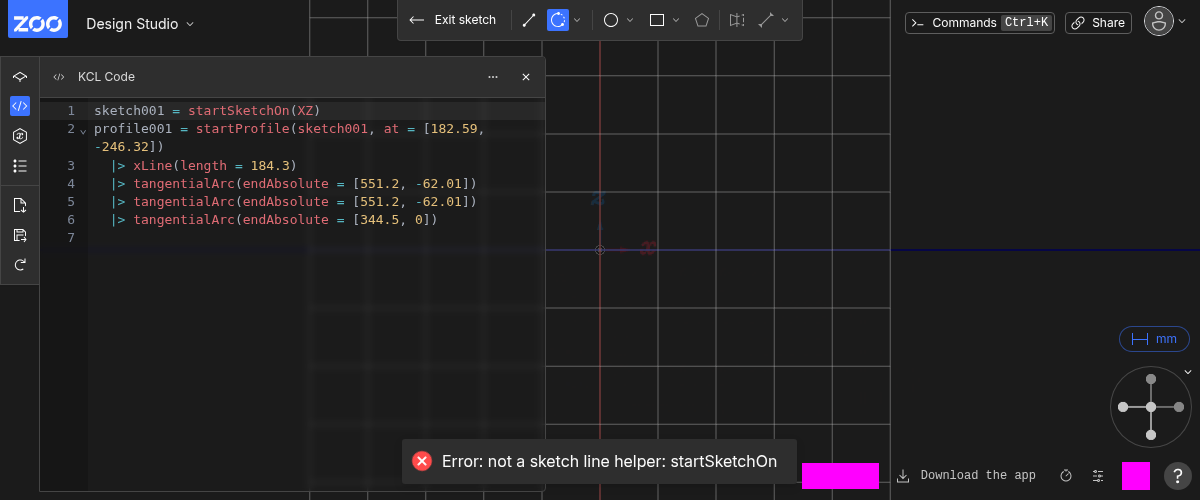 ZOO Design Studio
Exit sketch
Commands Ctrl+K
Share
KCL Code
1 sketch001 = startSketchOn(XZ)
2 profile001 = startProfile(sketch001, at = [182.59,
-246.32])
3 |> xLine(length = 184.3)
4 |> tangentialArc(endAbsolute = [551.2, -62.01])
5 |> tangentialArc(endAbsolute = [551.2, -62.01])
6 |> tangentialArc(endAbsolute = [344.5, 0])
7
z
x
mm
Error: not a sketch line helper: startSketchOn
Download the app
?